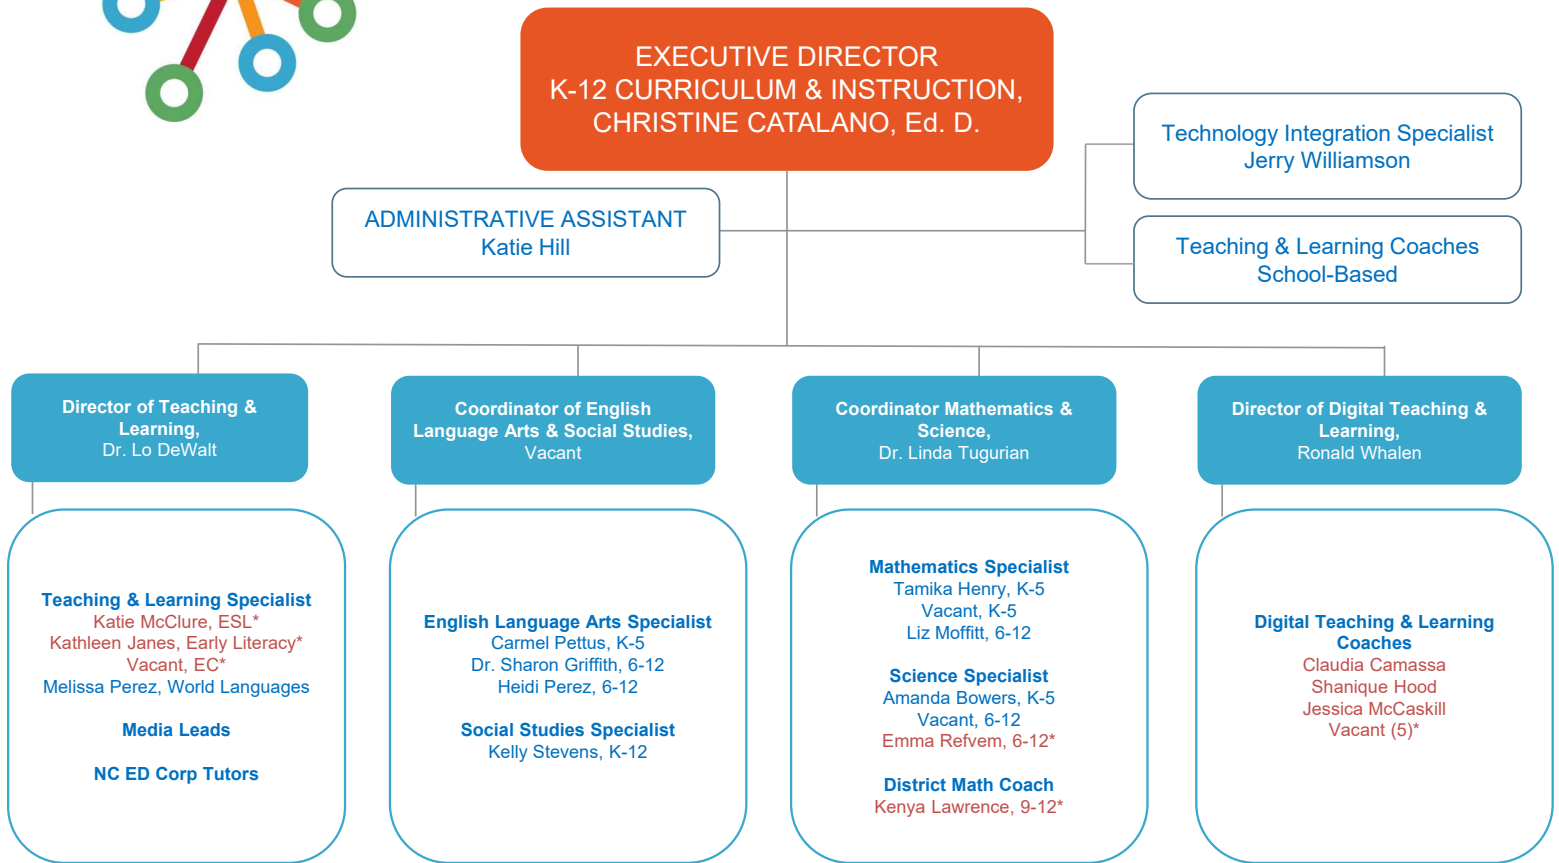 EXECUTIVE DIRECTOR
K-12 CURRICULUM & INSTRUCTION,
CHRISTINE CATALANO, Ed. D.
Technology Integration Specialist
Jerry Williamson
ADMINISTRATIVE ASSISTANT
Katie Hill
Teaching & Learning Coaches
School-Based
Director of Teaching &
Learning,
Dr. Lo DeWalt
Coordinator of English
Language Arts & Social Studies,
Vacant
Coordinator Mathematics &
Science,
Dr. Linda Tugurian
Director of Digital Teaching &
Learning,
Ronald Whalen
Teaching & Learning Specialist
Katie McClure, ESL*
Kathleen Janes, Early Literacy*
Vacant, EC*
Melissa Perez, World Languages
Media Leads
NC ED Corp Tutors
English Language Arts Specialist
Carmel Pettus, K-5
Dr. Sharon Griffith, 6-12
Heidi Perez, 6-12
Social Studies Specialist
Kelly Stevens, K-12
Mathematics Specialist
Tamika Henry, K-5
Vacant, K-5
Liz Moffitt, 6-12
Science Specialist
Amanda Bowers, K-5
Vacant, 6-12
Emma Refvem, 6-12*
District Math Coach
Kenya Lawrence, 9-12*
Digital Teaching & Learning
Coaches
Claudia Camassa
Shanique Hood
Jessica McCaskill
Vacant (5)*